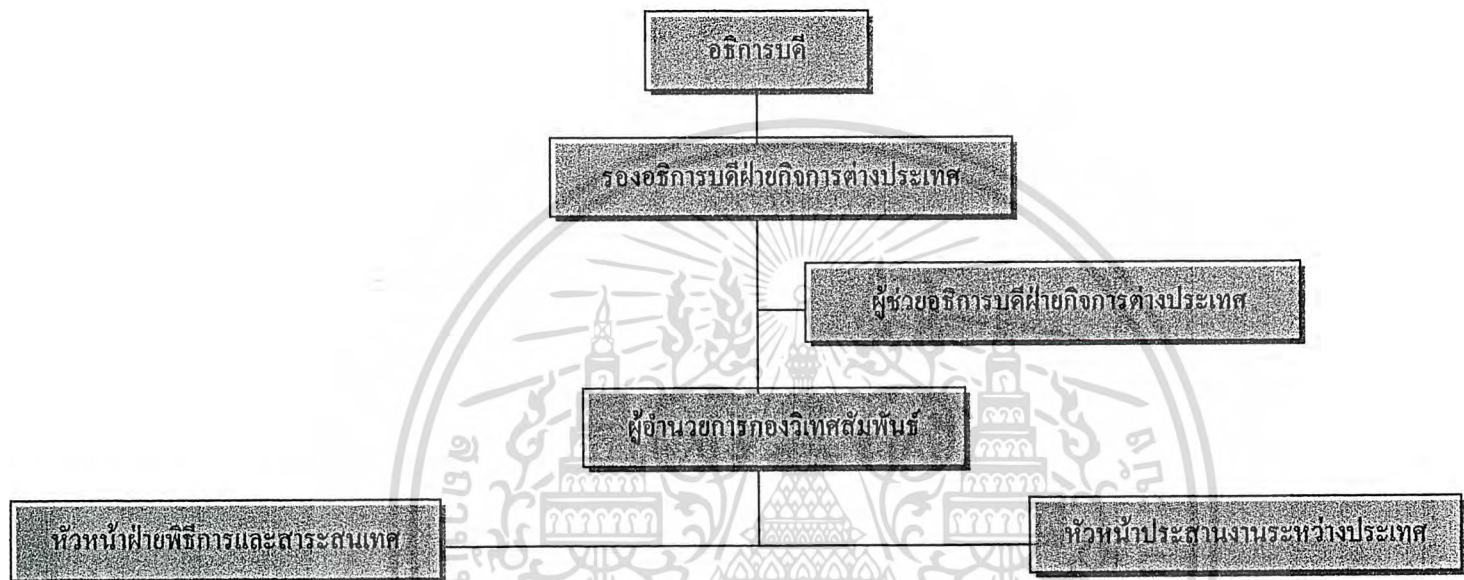 อธิการบดี
รองอธิการบดีฝ่ายกิจการต่างประเทศ
ผู้ช่วยอธิการบดีฝ่ายกิจการต่างประเทศ
ผู้อำนวยการกองวิเทศสัมพันธ์
หัวหน้าฝ่ายพิธีการและสาระสนเทศ
หัวหน้าประสานงานระหว่างประเทศ